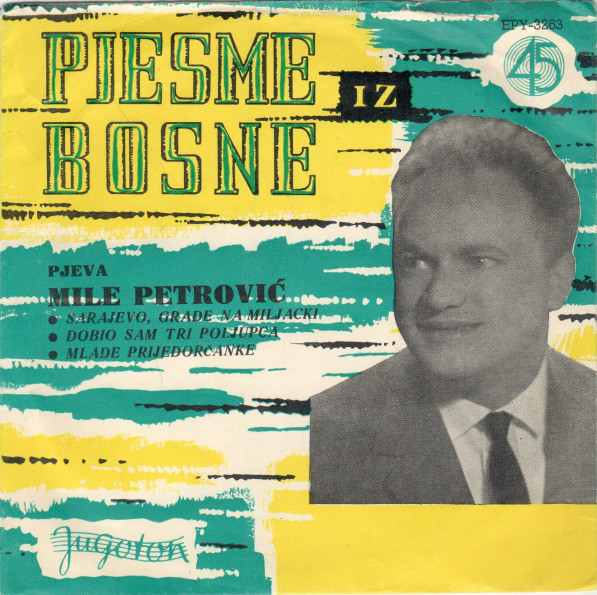 EPY-3263
45
PJESME
IZ
BOSNE
PJEVA
MILE PETROVIĆ
• SARAJEVO, GRADE NA MILJACKI
• DOBIO SAM TRI POLJUPCA
• MLADE PRIJEDORČANKE
Jugoton